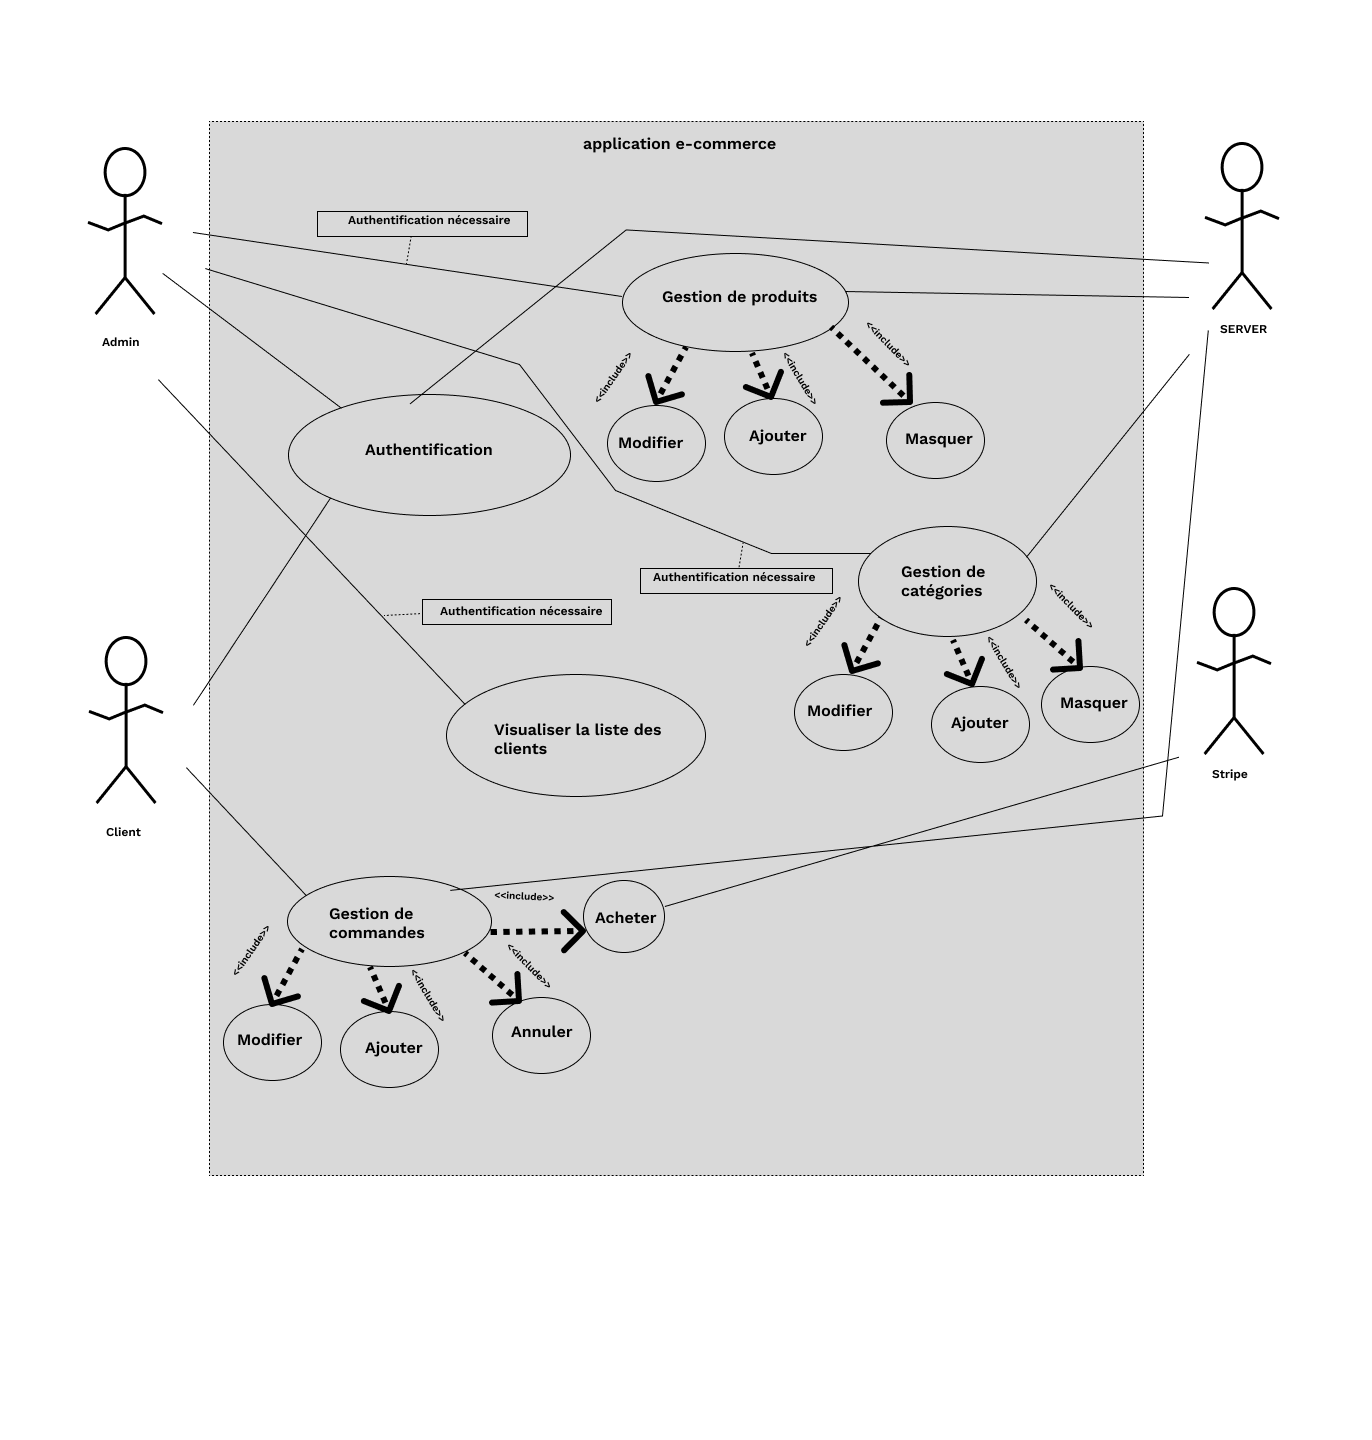 application e-commerce
Authentification nécessaire
Admin
SERVER
Gestion de produits
<<include>>
<<include>>
<<include>>
Modifier
Ajouter
Masquer
Authentification
Authentification nécessaire
Gestion de
catégories
<<include>>
<<include>>
<<include>>
Modifier
Ajouter
Masquer
Authentification nécessaire
Visualiser la liste des
clients
Stripe
Client
Gestion de
commandes
<<include>>
Acheter
<<include>>
<<include>>
<<include>>
Modifier
Ajouter
Annuler